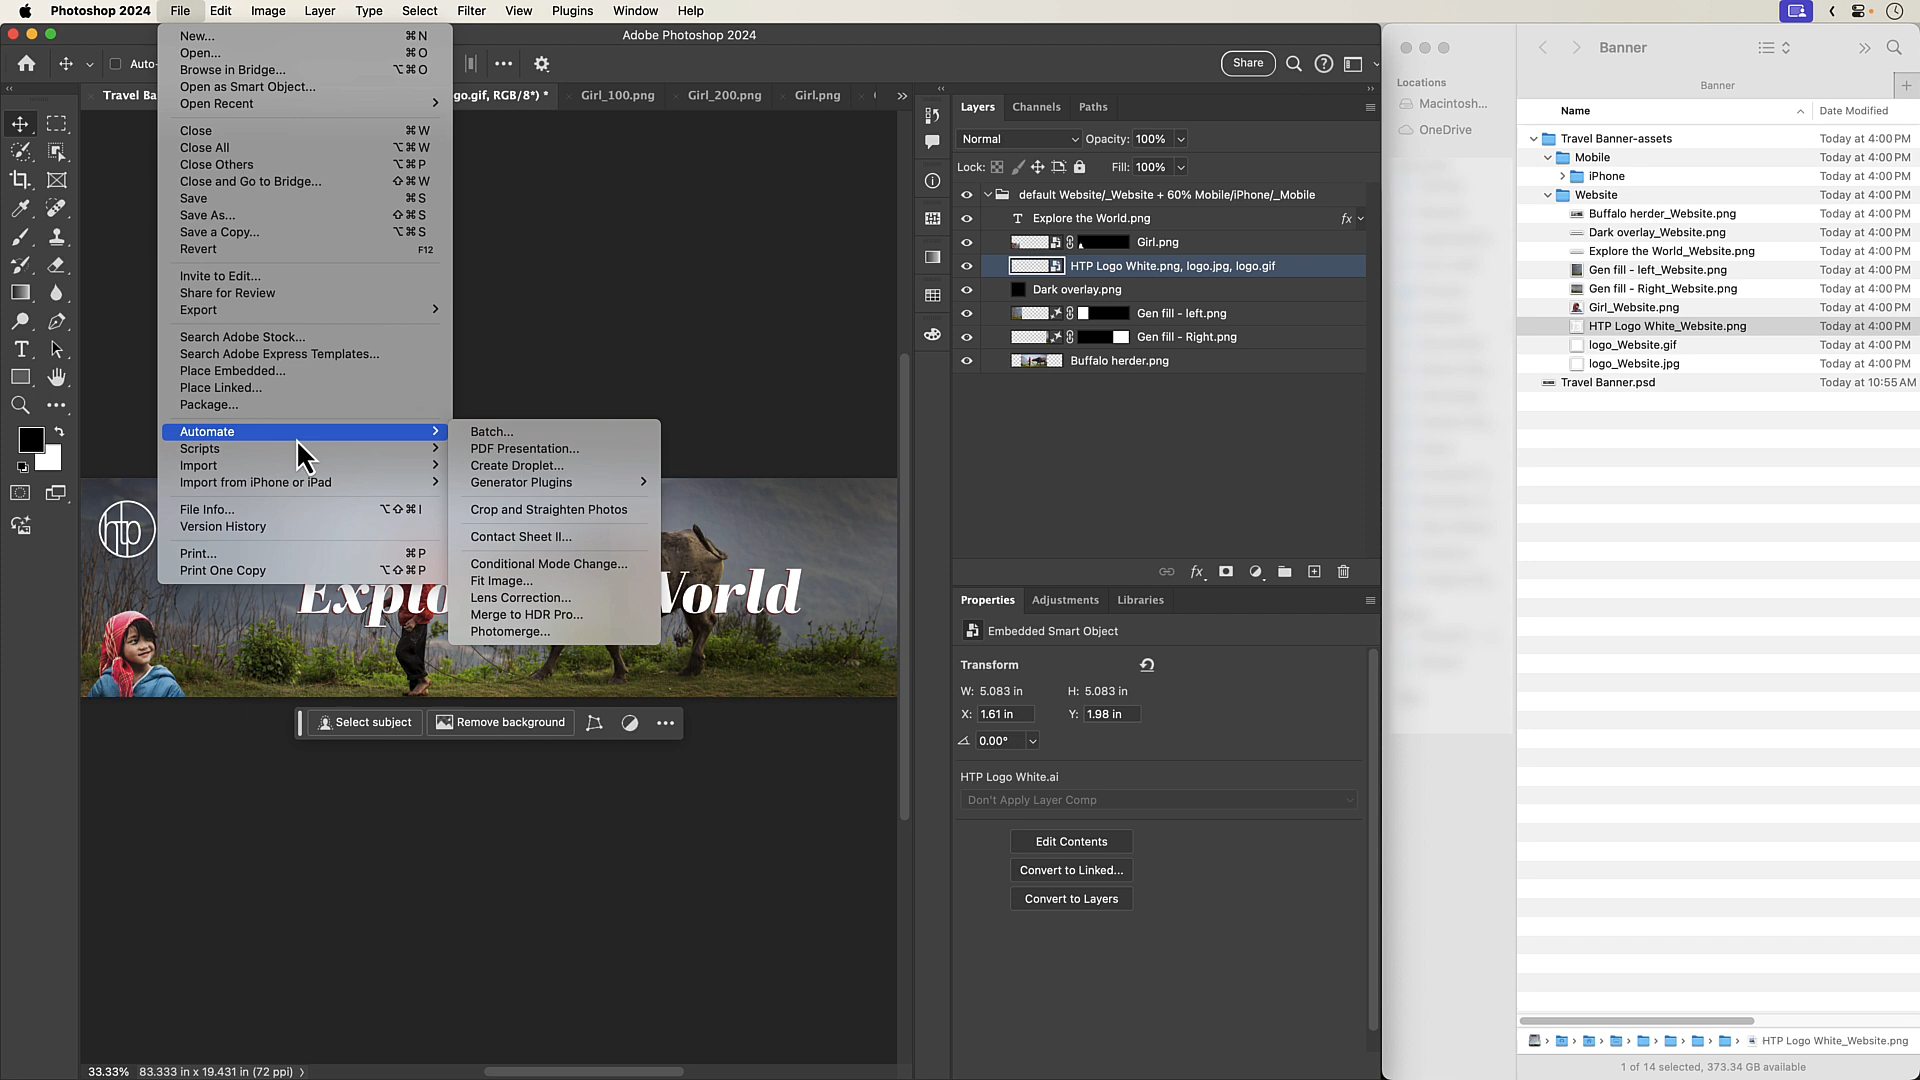 Photoshop 2024 File Edit Image Layer Type Select Filter View Plugins Window Help
Adobe Photoshop 2024
Auto-
Share
Travel Ba
go.gif, RGB/8*) *
Girl_100.png
Girl_200.png
Girl.png
New... ⌘N
Open... ⌘O
Browse in Bridge... ⌥⌘O
Open as Smart Object...
Open Recent
Close ⌘W
Close All ⌥⌘W
Close Others ⌥⌘P
Close and Go to Bridge... ⇧⌘W
Save ⌘S
Save As... ⇧⌘S
Save a Copy... ⌥⌘S
Revert F12
Invite to Edit...
Share for Review
Export
Search Adobe Stock...
Search Adobe Express Templates...
Place Embedded...
Place Linked...
Package...
Automate
Scripts
Import
Import from iPhone or iPad
File Info... ⌥⇧⌘I
Version History
Print... ⌘P
Print One Copy ⌥⇧⌘P
Batch...
PDF Presentation...
Create Droplet...
Generator Plugins
Crop and Straighten Photos
Contact Sheet II...
Conditional Mode Change...
Fit Image...
Lens Correction...
Merge to HDR Pro...
Photomerge...
htp
Explo World
Select subject
Remove background
33.33% 83.333 in x 19.431 in (72 ppi)
Layers Channels Paths
Normal Opacity: 100%
Lock: Fill: 100%
default Website/_Website + 60% Mobile/iPhone/_Mobile
T Explore the World.png fx
Girl.png
HTP Logo White.png, logo.jpg, logo.gif
Dark overlay.png
Gen fill - left.png
Gen fill - Right.png
Buffalo herder.png
fx
Properties Adjustments Libraries
Embedded Smart Object
Transform
W: 5.083 in H: 5.083 in
X: 1.61 in Y: 1.98 in
0.00°
HTP Logo White.ai
Don't Apply Layer Comp
Edit Contents
Convert to Linked...
Convert to Layers
Locations
Macintosh...
OneDrive
Banner
Banner
Name Date Modified
Travel Banner-assets Today at 4:00 PM
Mobile Today at 4:00 PM
iPhone Today at 4:00 PM
Website Today at 4:00 PM
Buffalo herder_Website.png Today at 4:00 PM
Dark overlay_Website.png Today at 4:00 PM
Explore the World_Website.png Today at 4:00 PM
Gen fill - left_Website.png Today at 4:00 PM
Gen fill - Right_Website.png Today at 4:00 PM
Girl_Website.png Today at 4:00 PM
HTP Logo White_Website.png Today at 4:00 PM
logo_Website.gif Today at 4:00 PM
logo_Website.jpg Today at 4:00 PM
Travel Banner.psd Today at 10:55 AM
HTP Logo White_Website.png
1 of 14 selected, 373.34 GB available